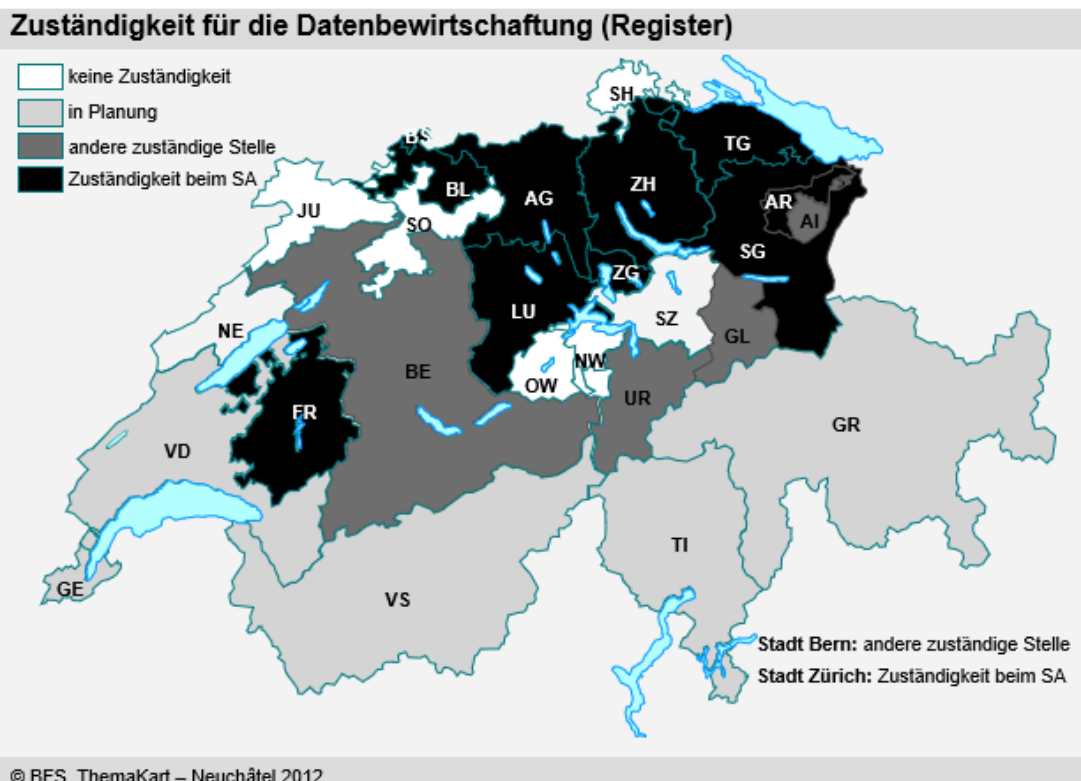 Zuständigkeit für die Datenbewirtschaftung (Register)
keine Zuständigkeit
in Planung
andere zuständige Stelle
Zuständigkeit beim SA
SH
BS
TG
BL
AG
ZH
AR
AI
JU
SO
SG
ZG
LU
SZ
NE
GL
NW
OW
BE
UR
FR
GR
VD
TI
GE
VS
Stadt Bern: andere zuständige Stelle
Stadt Zürich: Zuständigkeit beim SA
© BFS, ThemaKart – Neuchâtel 2012